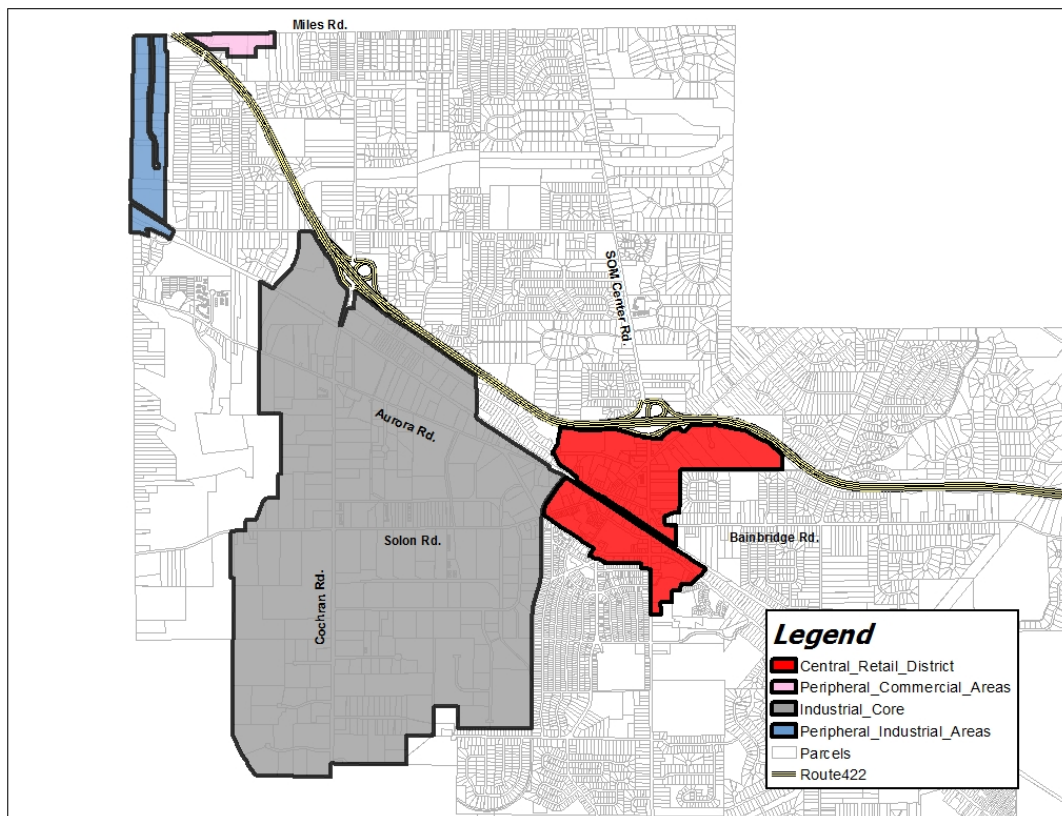 Miles Rd.
SOM Center Rd.
Aurora Rd.
Solon Rd.
Bainbridge Rd.
Cochran Rd.
Legend
Central_Retail_District
Peripheral_Commercial_Areas
Industrial_Core
Peripheral_Industrial_Areas
Parcels
Route422